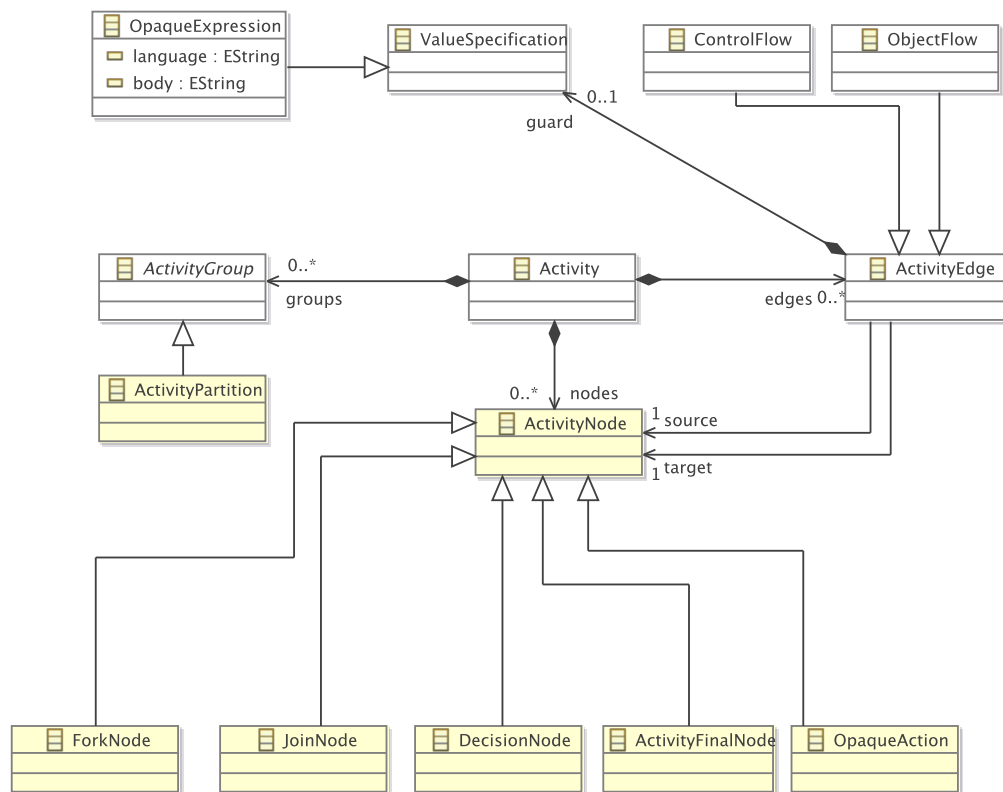 OpaqueExpression
language : EString
body : EString
ValueSpecification
ControlFlow
ObjectFlow
0..1
guard
ActivityGroup
0..*
groups
Activity
edges
0..*
ActivityEdge
ActivityPartition
0..*
nodes
ActivityNode
1
source
1
target
ForkNode
JoinNode
DecisionNode
ActivityFinalNode
OpaqueAction